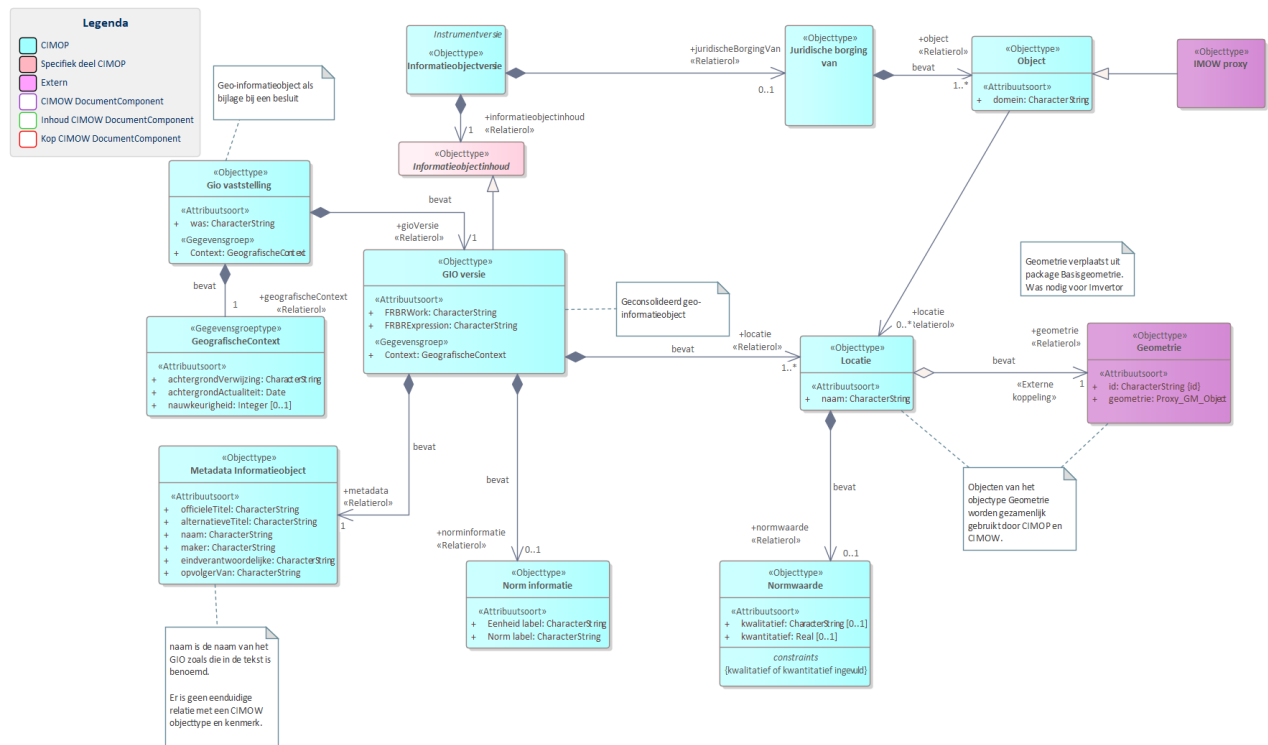 Legenda
CIMOP
Specifiek deel CIMOP
Extern
CIMOW DocumentComponent
Inhoud CIMOW DocumentComponent
Kop CIMOW DocumentComponent
Geo-informatieobject als
bijlage bij een besluit
Instrumentversie
«Objecttype»
Informatieobjectversie
+juridischeBorgingVan
«Relatierol»
0..1
«Objecttype»
Juridische borging
van
+object
«Relatierol»
bevat
1..*
«Objecttype»
Object
«Attribuutsoort»
+ domein: CharacterString
«Objecttype»
IMOW proxy
+informatieobjectinhoud
«Relatierol»
1
«Objecttype»
Informatieobjectinhoud
«Objecttype»
Gio vaststelling
«Attribuutsoort»
+ was: CharacterString
«Gegevensgroep»
+ Context: GeografischeContext
bevat
+gioVersie
«Relatierol»
1
bevat
1
+geografischeContext
«Relatierol»
«Gegevensgroeptype»
GeografischeContext
«Attribuutsoort»
+ achtergrondVerwijzing: CharacterString
+ achtergrondActualiteit: Date
+ nauwkeurigheid: Integer [0..1]
«Objecttype»
GIO versie
«Attribuutsoort»
+ FRBRWork: CharacterString
+ FRBRExpression: CharacterString
«Gegevensgroep»
+ Context: GeografischeContext
Geconsolideerd geo-
informatieobject
Geometrie verplaatst uit
package Basisgeometrie.
Was nodig voor Imvertor
bevat
+locatie
«Relatierol»
1..*
+locatie
0..*
«Relatierol»
«Objecttype»
Locatie
«Attribuutsoort»
+ naam: CharacterString
+geometrie
«Relatierol»
bevat
«Externe
koppeling»
1
«Objecttype»
Geometrie
«Attribuutsoort»
+ id: CharacterString {id}
+ geometrie: Proxy_GM_Object
bevat
+metadata
«Relatierol»
1
«Objecttype»
Metadata Informatieobject
«Attribuutsoort»
+ officieleTitel: CharacterString
+ alternatieveTitel: CharacterString
+ naam: CharacterString
+ maker: CharacterString
+ eindverantwoordelijke: CharacterString
+ opvolgerVan: CharacterString
bevat
+norminformatie
«Relatierol»
0..1
«Objecttype»
Norm informatie
«Attribuutsoort»
+ Eenheid label: CharacterString
+ Norm label: CharacterString
bevat
+normwaarde
«Relatierol»
0..1
«Objecttype»
Normwaarde
«Attribuutsoort»
+ kwalitatief: CharacterString [0..1]
+ kwantitatief: Real [0..1]
constraints
{kwalitatief of kwantitatief ingevuld}
Objecten van het
objectype Geometrie
worden gezamenlijk
gebruikt door CIMOP en
CIMOW.
naam is de naam van het
GIO zoals die in de tekst is
benoemd.
Er is geen eenduidige
relatie met een CIMOW
objecttype en kenmerk.